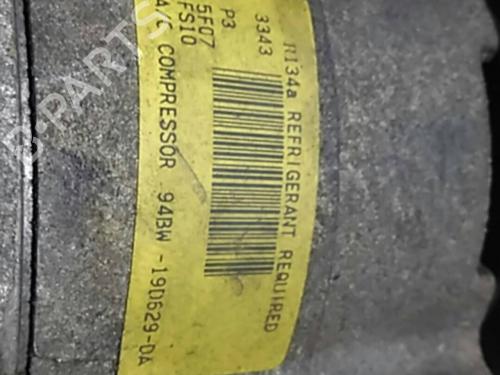 R134a REFRIGERANT REQUIRED
3343
P3
5F07
FS10
A/C COMPRESSOR 94BW -19D629-DA
B-PARTS